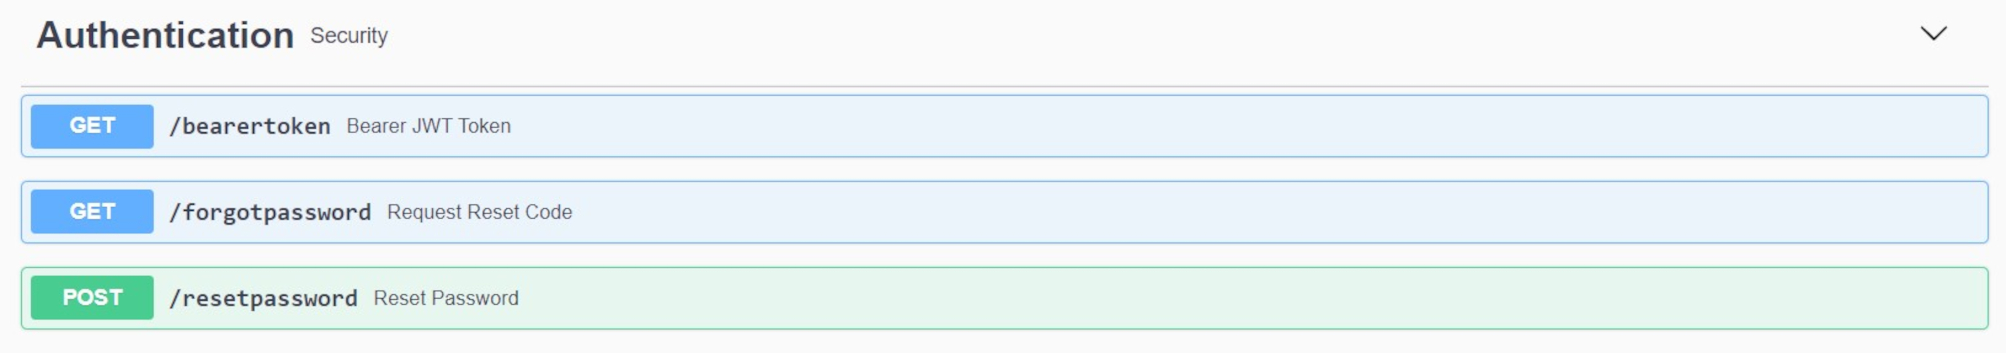 Authentication Security
GET /bearertoken Bearer JWT Token
GET /forgotpassword Request Reset Code
POST /resetpassword Reset Password